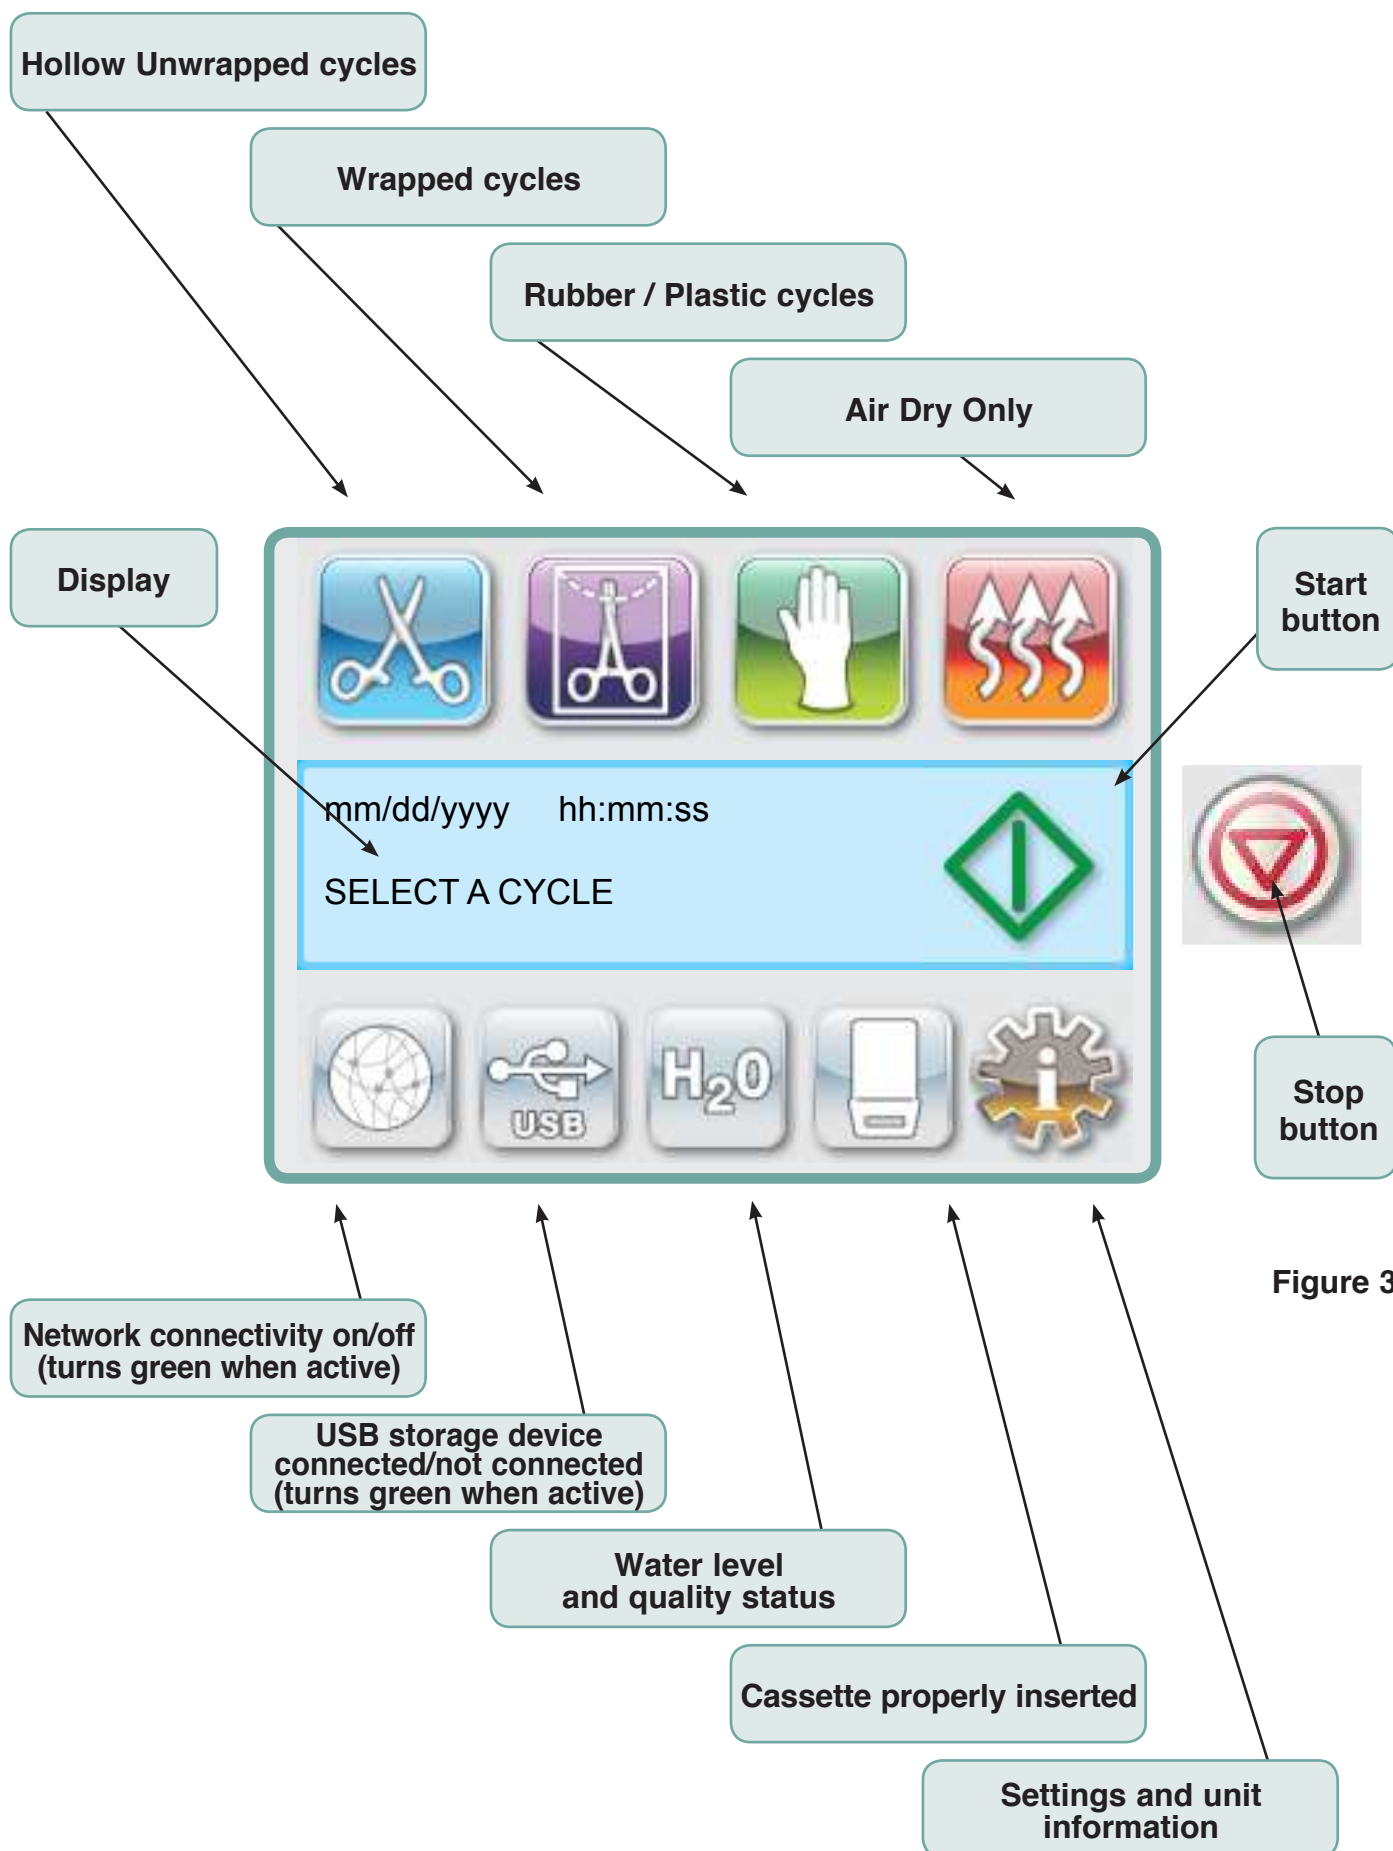 Hollow Unwrapped cycles
Wrapped cycles
Rubber / Plastic cycles
Air Dry Only
Display
Start
button
mm/dd/yyyy hh:mm:ss
SELECT A CYCLE
USB
H₂0
Stop
button
Figure 3
Network connectivity on/off
(turns green when active)
USB storage device
connected/not connected
(turns green when active)
Water level
and quality status
Cassette properly inserted
Settings and unit
information